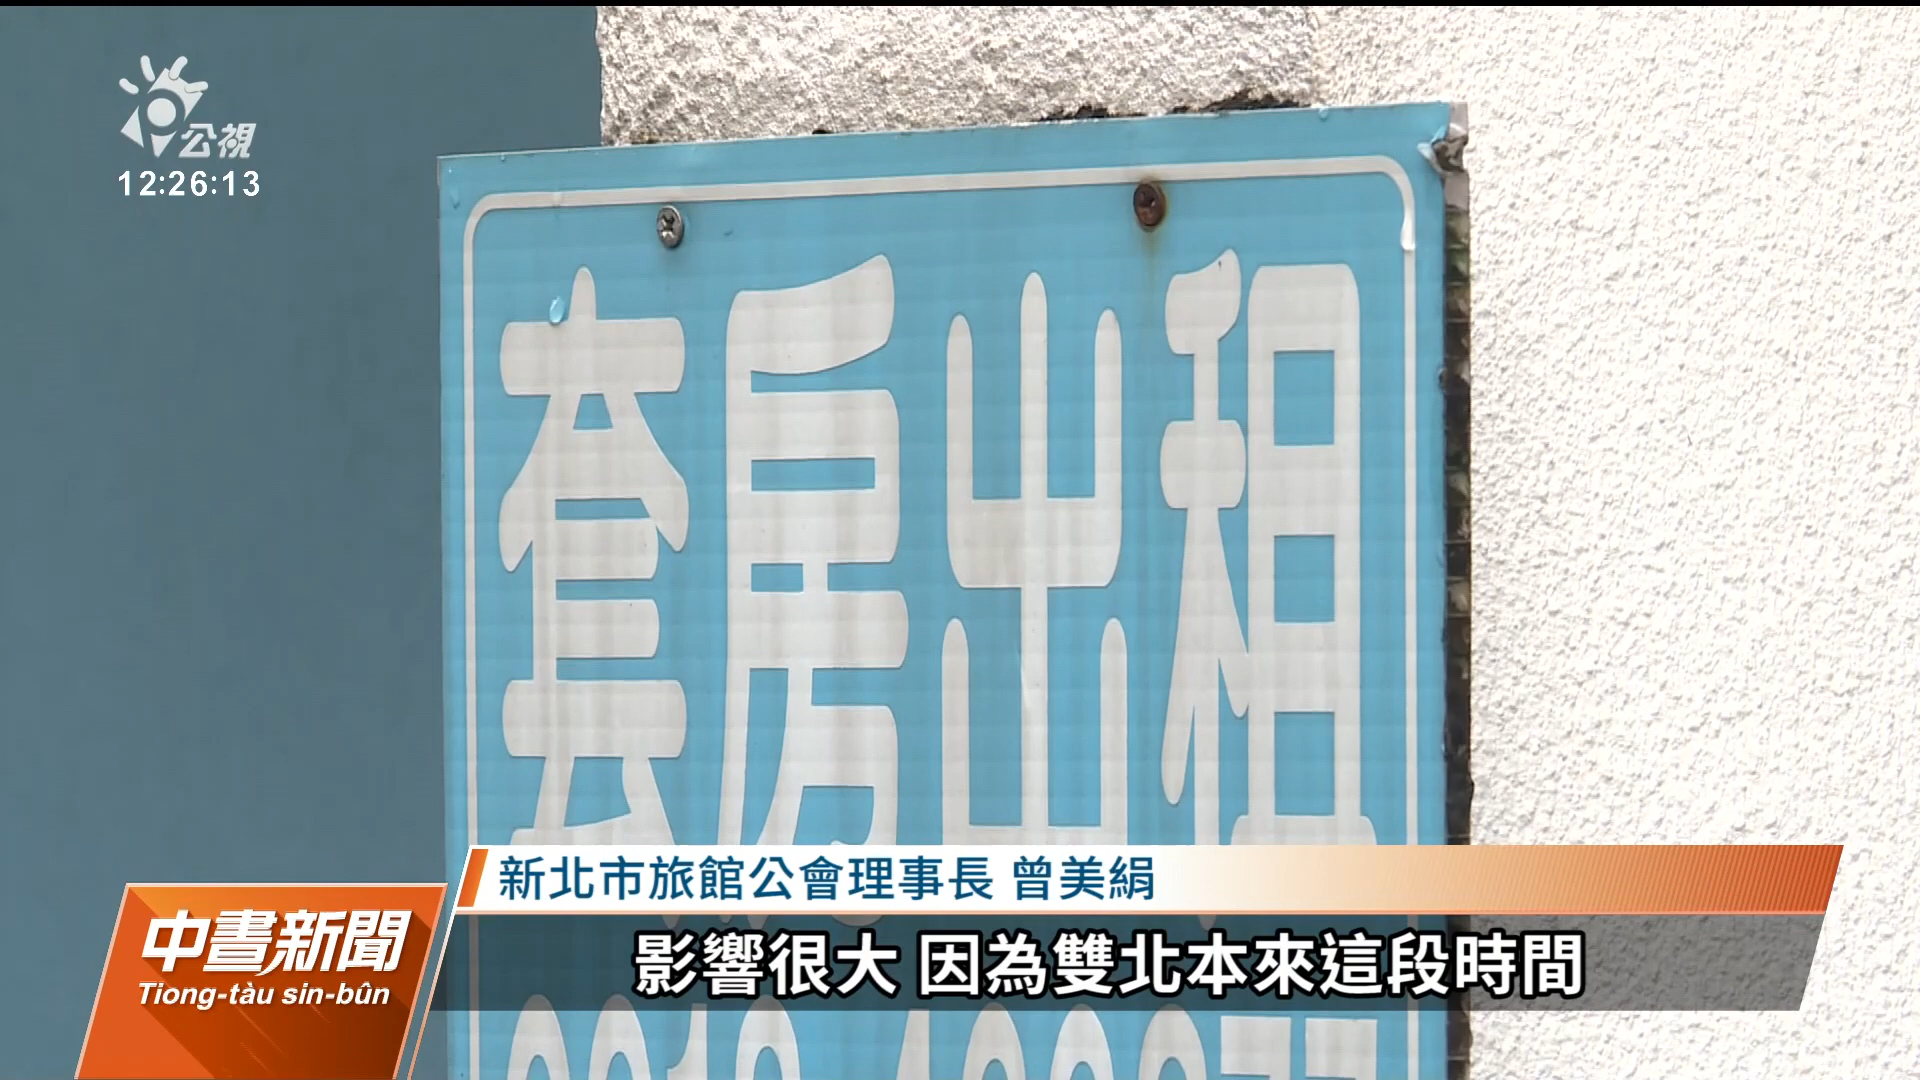 公視
12:26:13
套房出租
新北市旅館公會理事長 曾美絹
影響很大 因為雙北本來這段時間
中晝新聞
Tiong-tàu sin-bûn